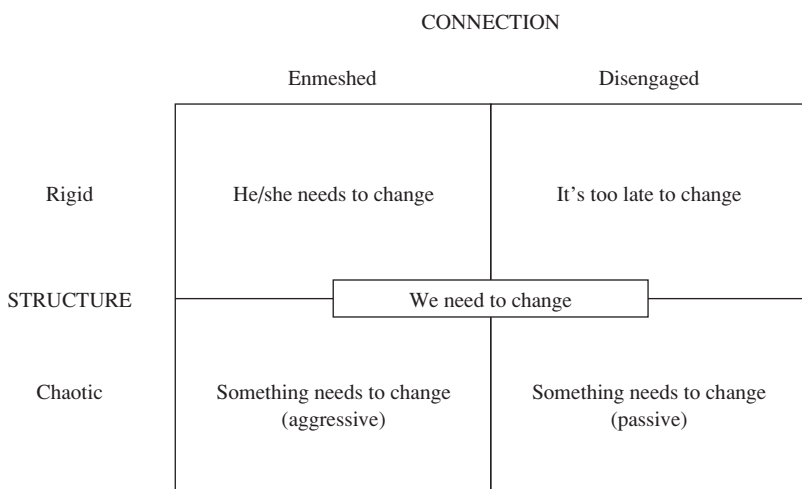 CONNECTION
Enmeshed Disengaged
Rigid He/she needs to change It's too late to change
STRUCTURE We need to change
Chaotic Something needs to change Something needs to change
(aggressive) (passive)